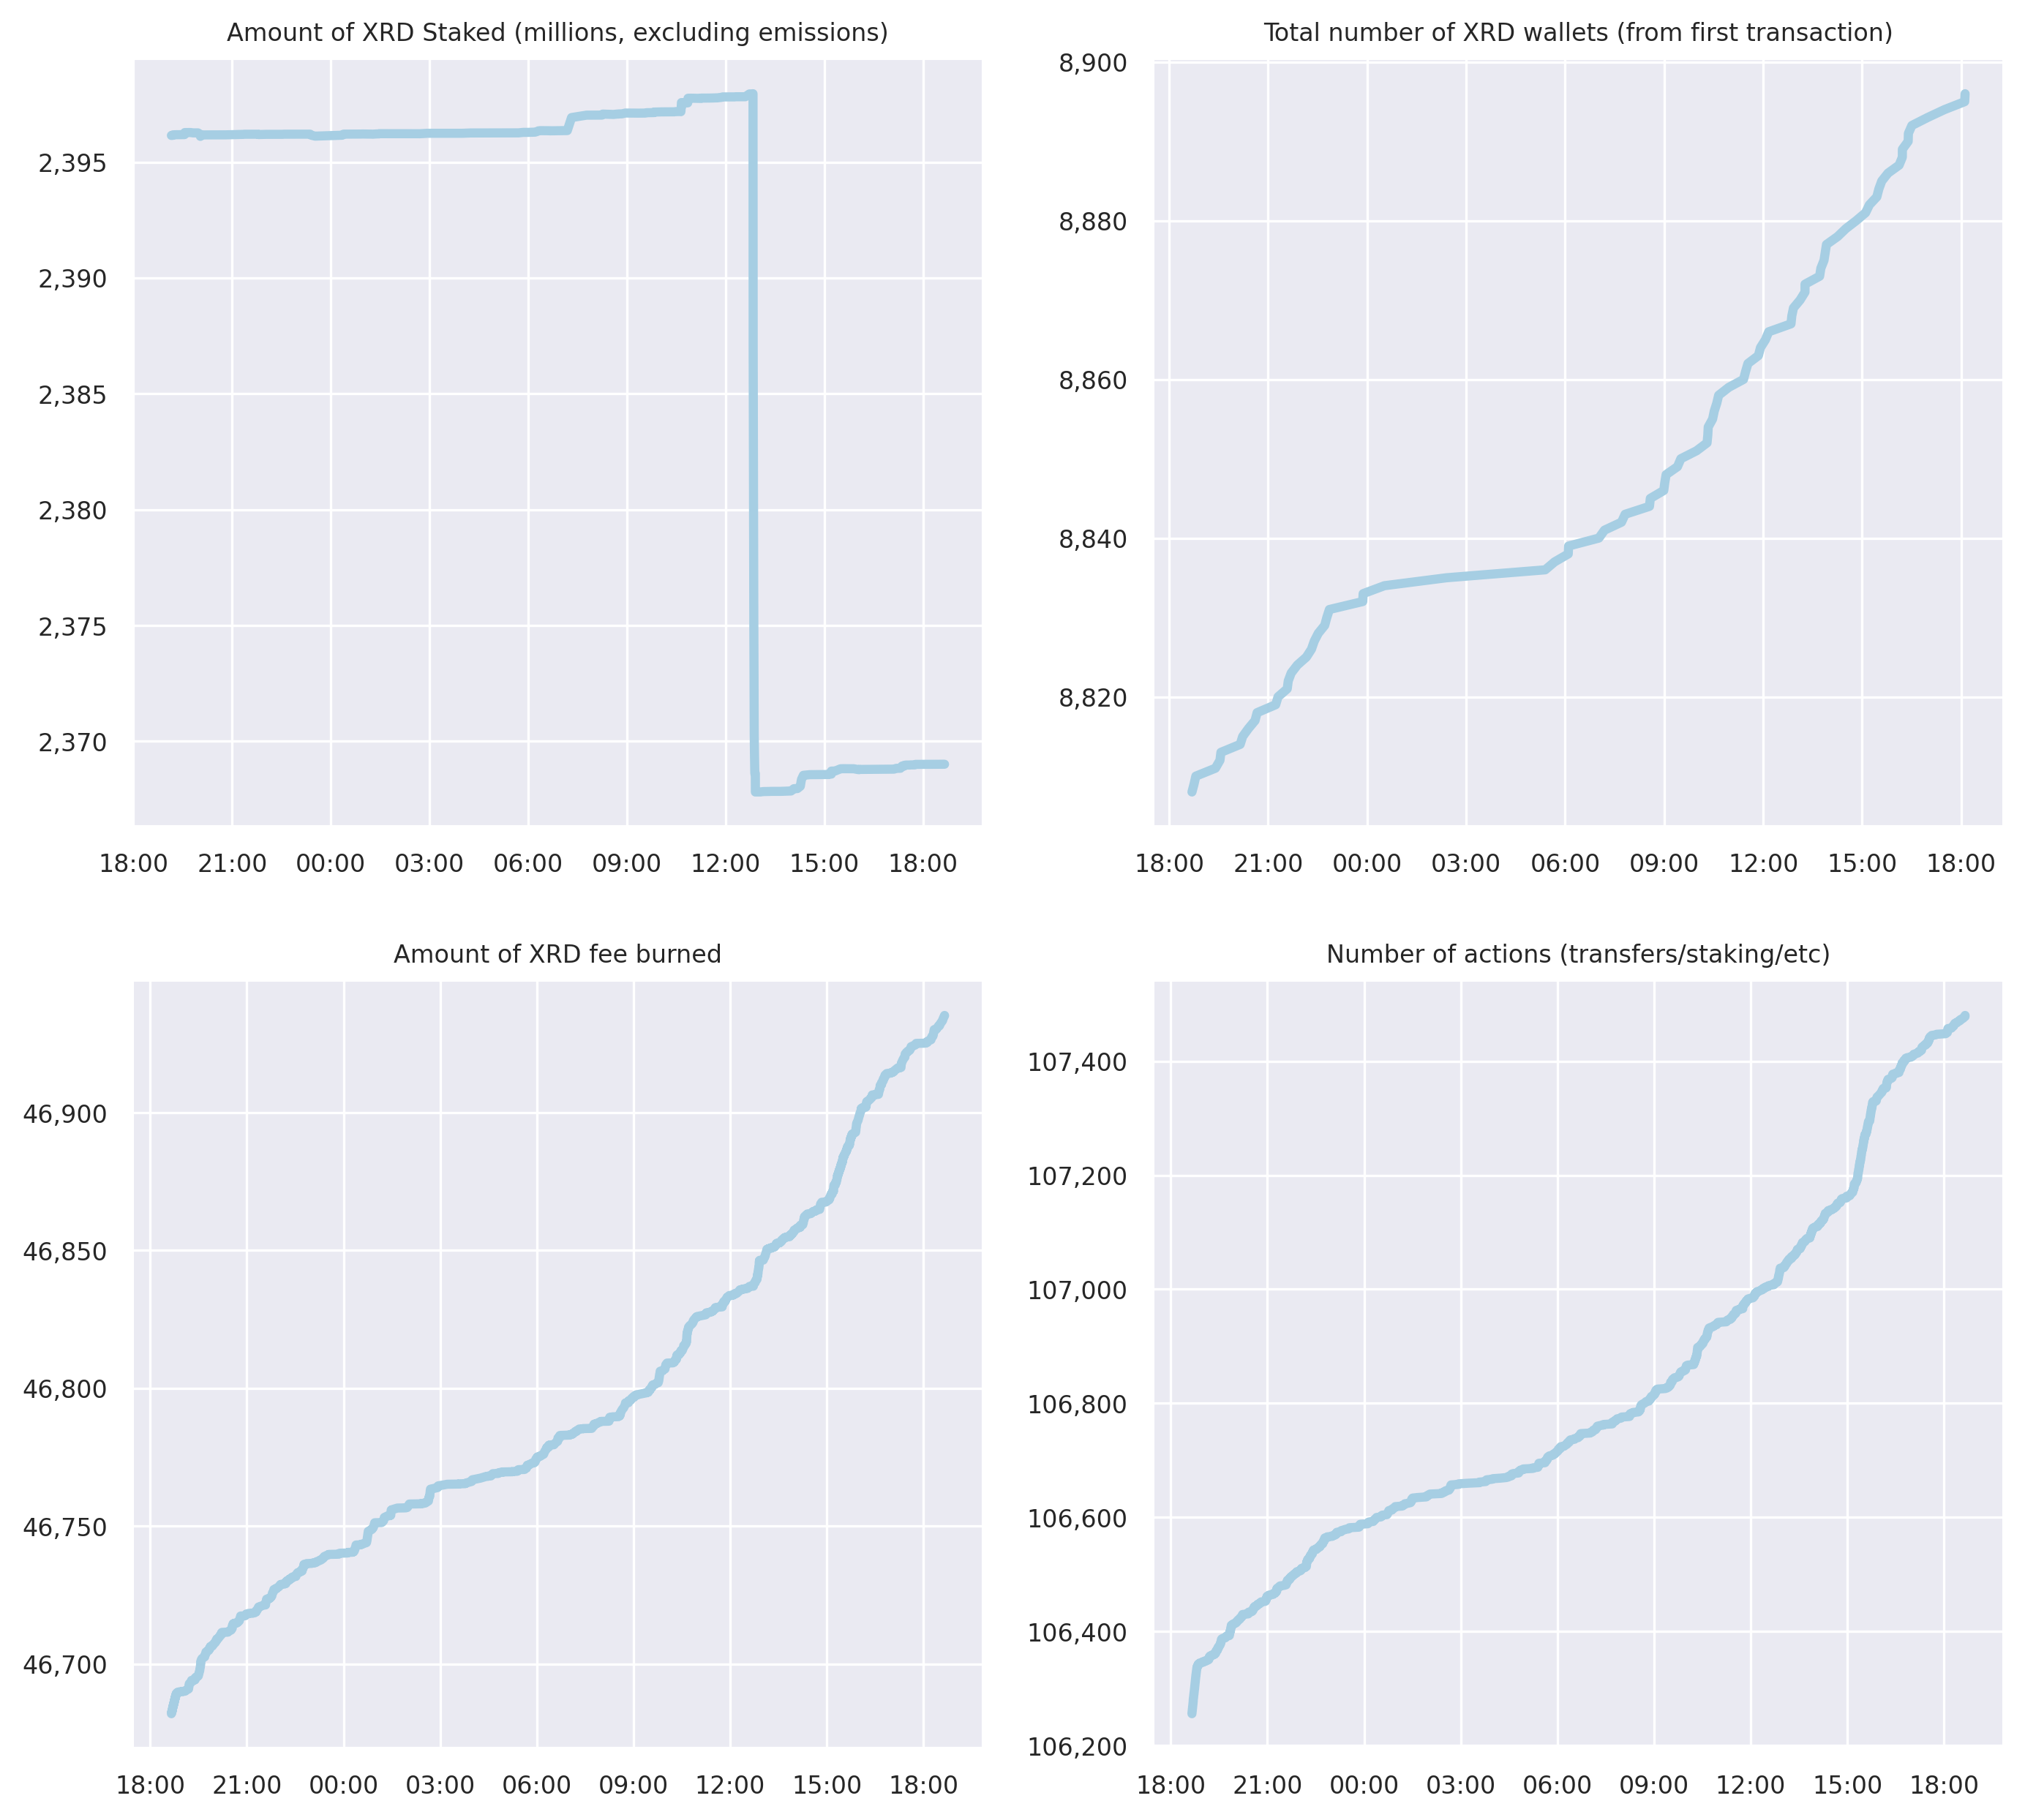 Amount of XRD Staked (millions, excluding emissions)
2,395
2,390
2,385
2,380
2,375
2,370
18:00 21:00 00:00 03:00 06:00 09:00 12:00 15:00 18:00
Total number of XRD wallets (from first transaction)
8,900
8,880
8,860
8,840
8,820
18:00 21:00 00:00 03:00 06:00 09:00 12:00 15:00 18:00
Amount of XRD fee burned
46,900
46,850
46,800
46,750
46,700
18:00 21:00 00:00 03:00 06:00 09:00 12:00 15:00 18:00
Number of actions (transfers/staking/etc)
107,400
107,200
107,000
106,800
106,600
106,400
106,200
18:00 21:00 00:00 03:00 06:00 09:00 12:00 15:00 18:00